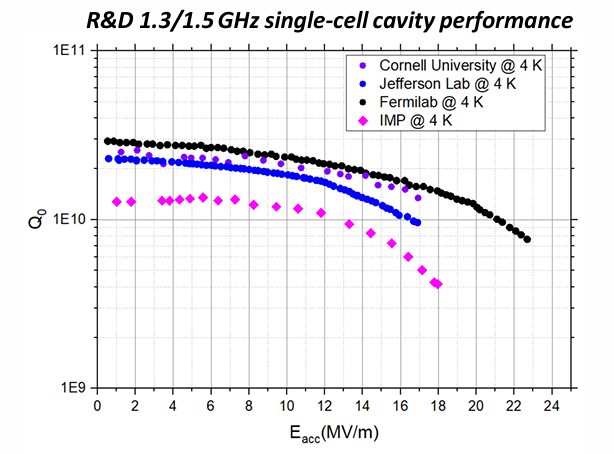 R&D 1.3/1.5 GHz single-cell cavity performance
1E11
Cornell University @ 4 K
Jefferson Lab @ 4 K
Fermilab @ 4 K
IMP @ 4 K
Q0
1E10
1E9
0 2 4 6 8 10 12 14 16 18 20 22 24
Eacc(MV/m)